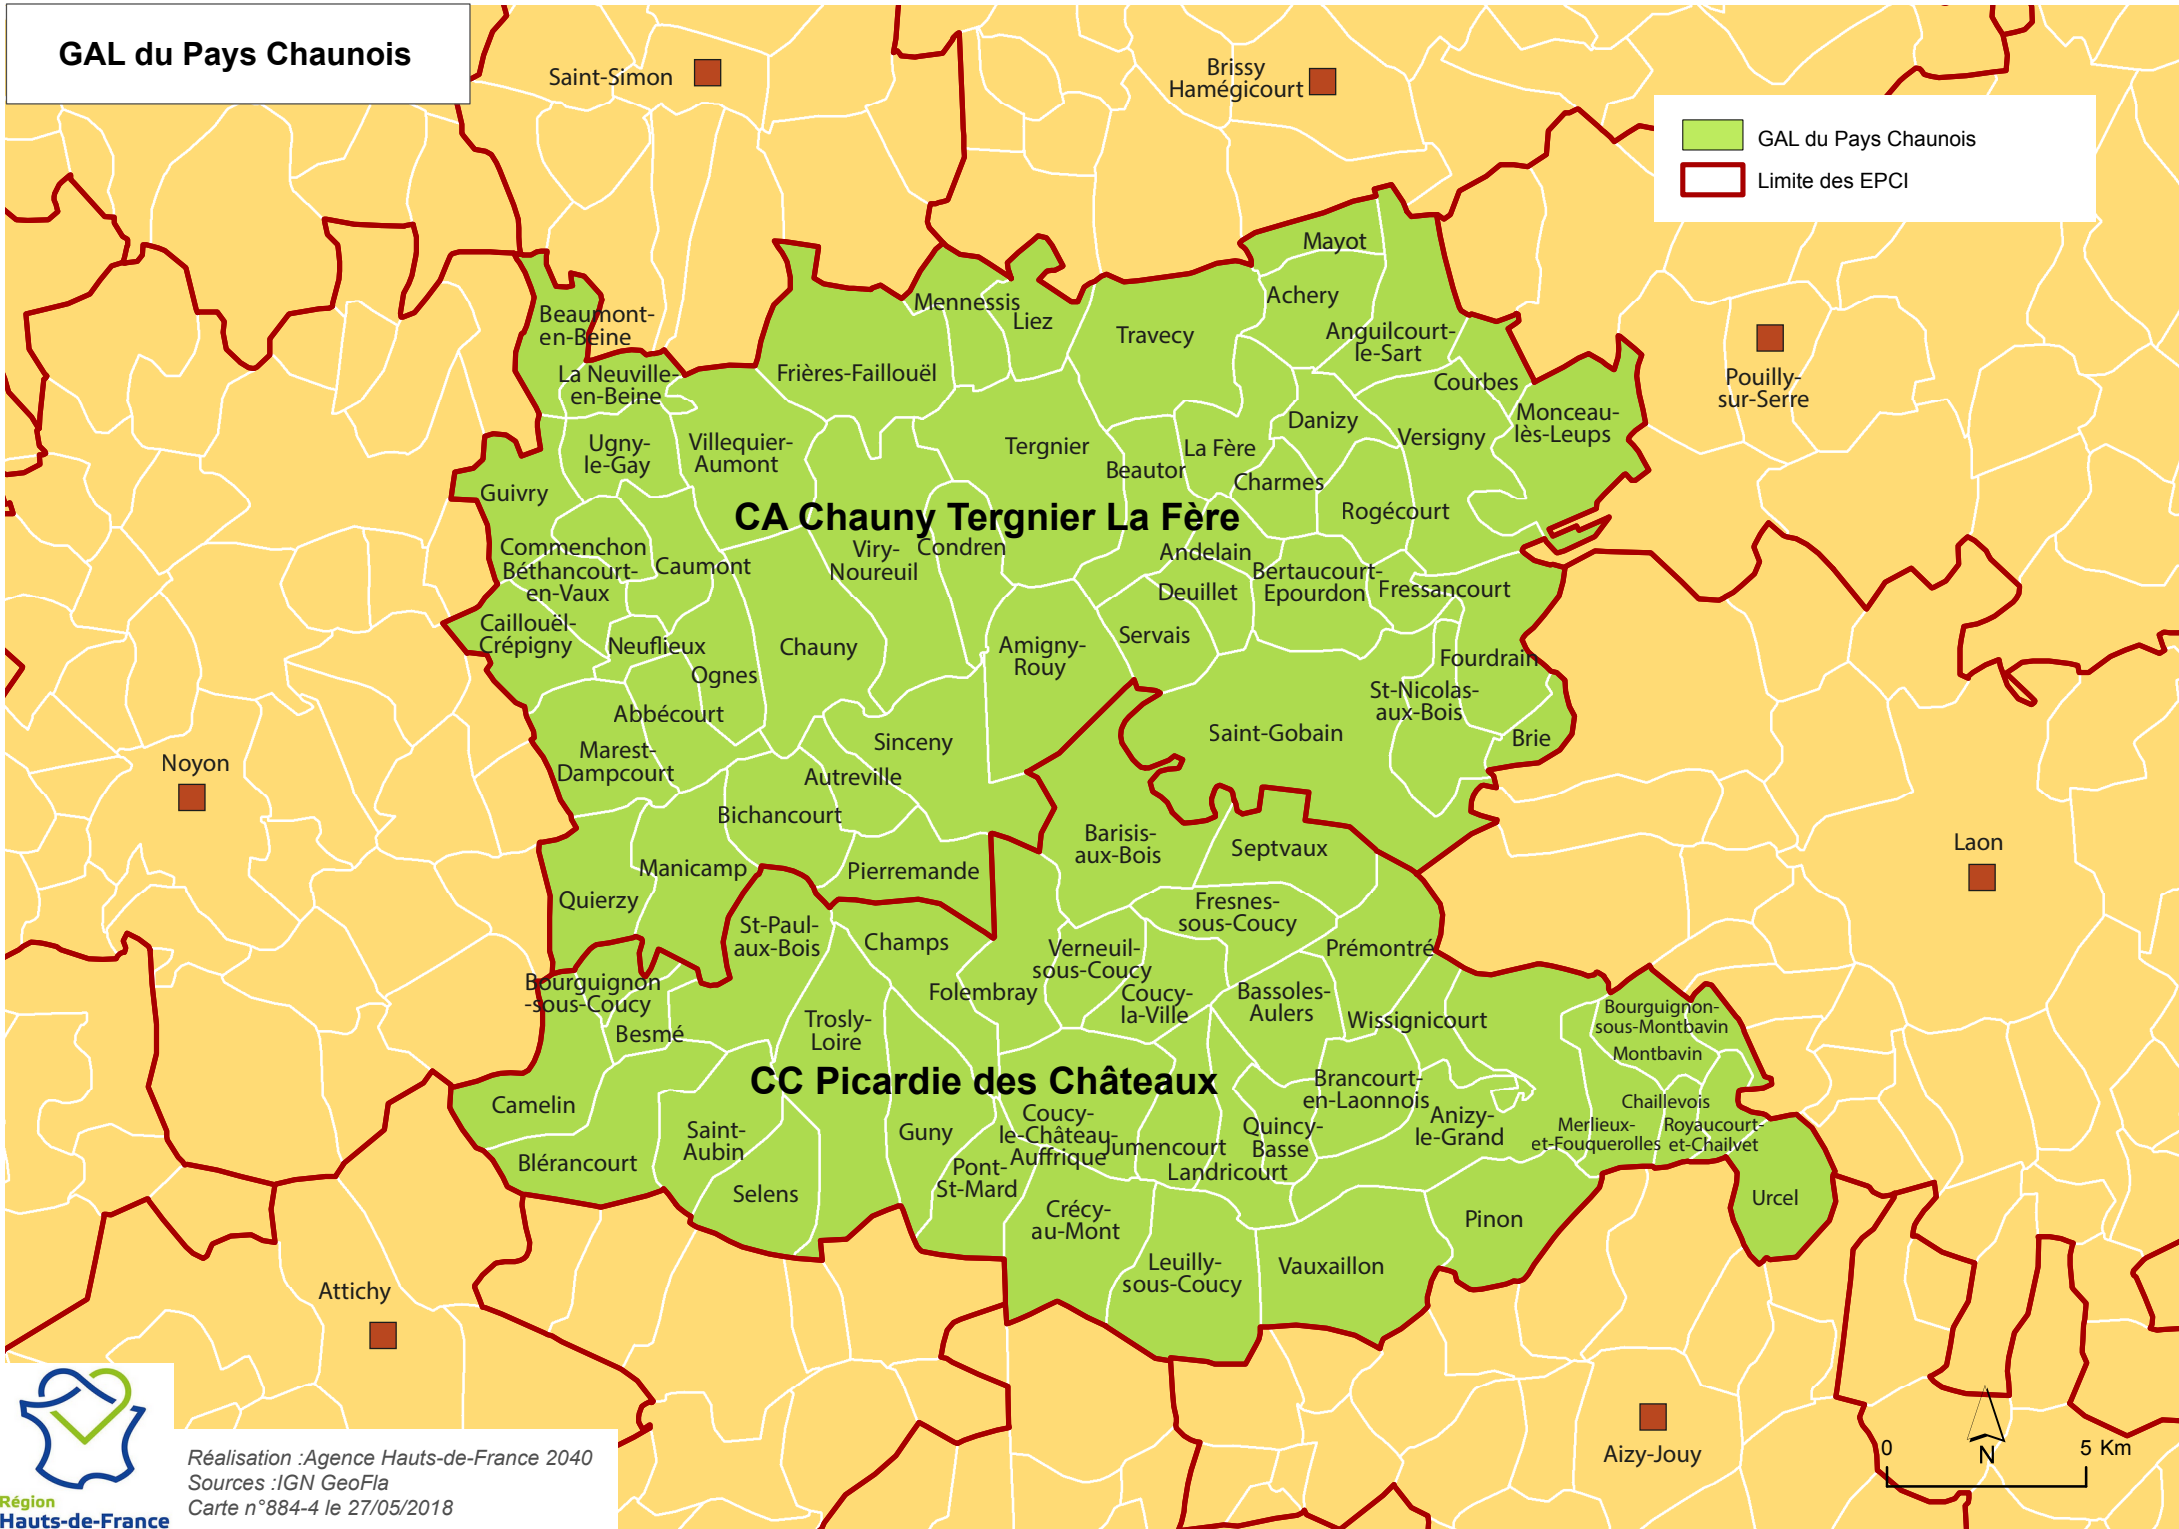 GAL du Pays Chaunois
Saint-Simon
Brissy
Hamégicourt
GAL du Pays Chaunois
Limite des EPCI
Mayot
Achery
Mennessis
Liez
Beaumont-
en-Beine
Travecy
Anguilcourt-
le-Sart
Frières-Faillouël
La Neuville-
en-Beine
Courbes
Pouilly-
sur-Serre
Monceau-
lès-Leups
Danizy
Versigny
Ugny-
le-Gay
Villequier-
Aumont
Tergnier
La Fère
Beautor
Charmes
Guivry
Rogécourt
CA Chauny Tergnier La Fère
Commenchon
Béthancourt-
en-Vaux
Caumont
Viry-
Noureuil
Condren
Andelain
Deuillet
Bertaucourt-
Epourdon
Fressancourt
Caillouël-
Crépigny
Neuflieux
Chauny
Amigny-
Rouy
Servais
Fourdrain
Ognes
St-Nicolas-
aux-Bois
Abbécourt
Saint-Gobain
Brie
Sinceny
Marest-
Dampcourt
Autreville
Noyon
Bichancourt
Barisis-
aux-Bois
Septvaux
Laon
Manicamp
Pierremande
Quierzy
Fresnes-
sous-Coucy
St-Paul-
aux-Bois
Champs
Verneuil-
sous-Coucy
Prémontré
Bourguignon
-sous-Coucy
Folembray
Coucy-
la-Ville
Bassoles-
Aulers
Besmé
Trosly-
Loire
Wissignicourt
Bourguignon-
sous-Montbavin
Montbavin
CC Picardie des Châteaux
Brancourt-
en-Laonnois
Camelin
Chaillevois
Coucy-
le-Château-
Auffrique
Anizy-
le-Grand
Merlieux-
et-Fouquerolles
Royaucourt-
et-Chailvet
Saint-
Aubin
Guny
Jumencourt
Quincy-
Basse
Blérancourt
Landricourt
Pont-
St-Mard
Selens
Urcel
Crécy-
au-Mont
Pinon
Leuilly-
sous-Coucy
Vauxaillon
Attichy
Aizy-Jouy
0
N
5 Km
Réalisation :Agence Hauts-de-France 2040
Sources :IGN GeoFla
Carte n°884-4 le 27/05/2018
Région
Hauts-de-France